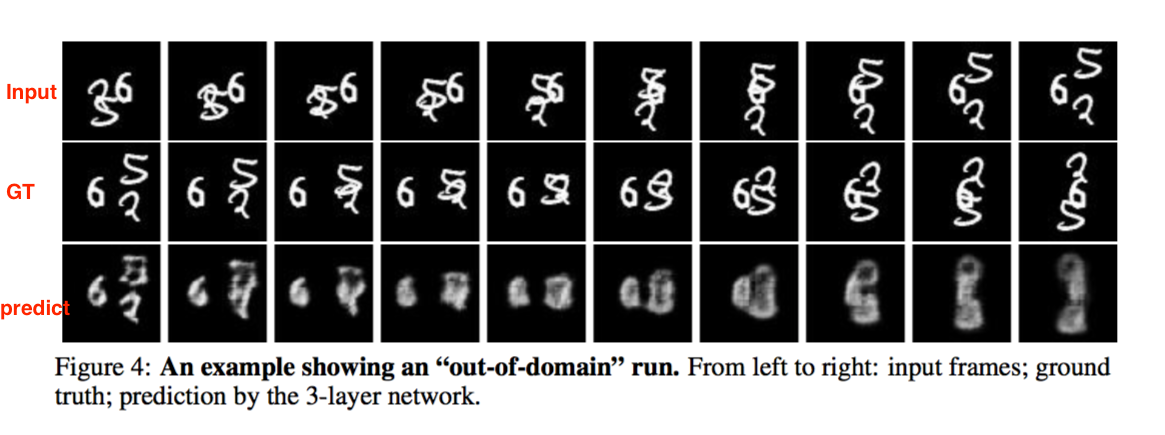 Input
GT
predict
Figure 4: An example showing an “out-of-domain” run. From left to right: input frames; ground
truth; prediction by the 3-layer network.